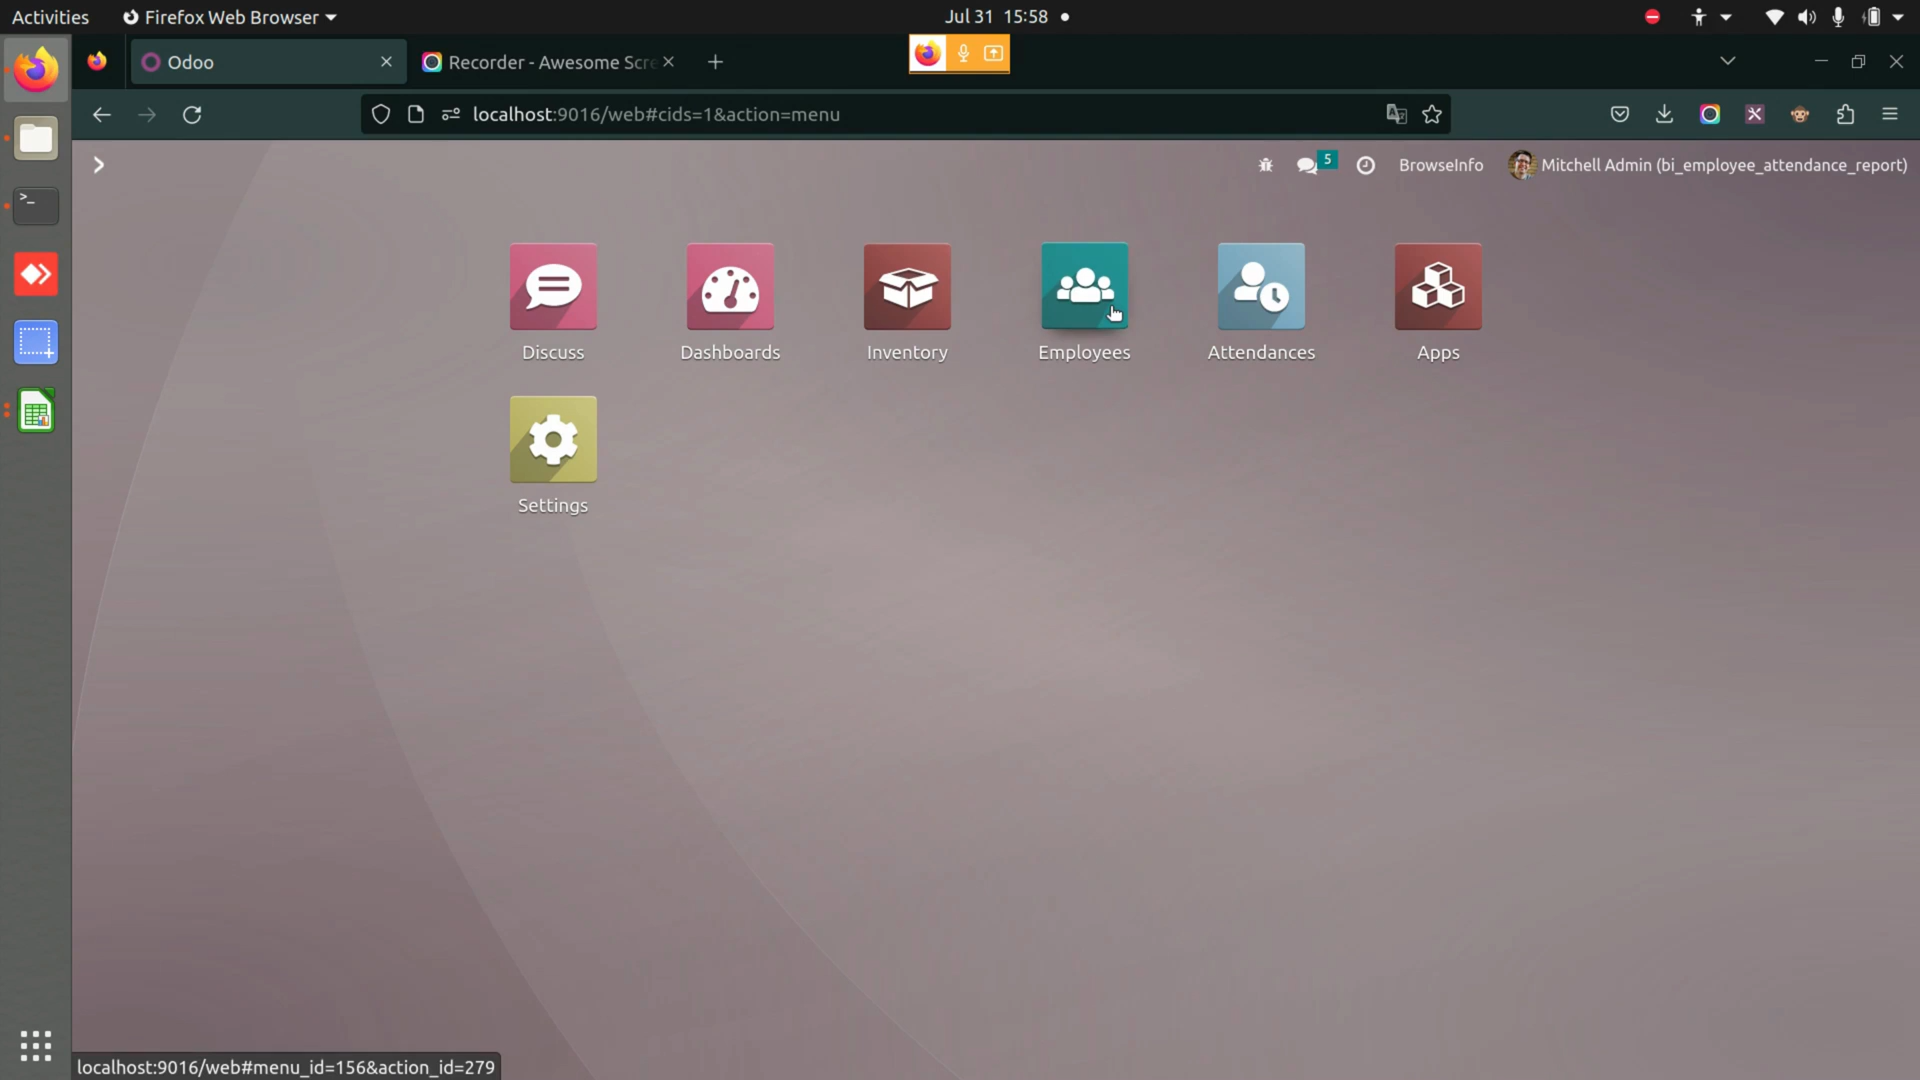 Activities Firefox Web Browser Jul 31 15:58
Odoo Recorder - Awesome Scre
localhost:9016/web#cids=1&action=menu
5 BrowseInfo Mitchell Admin (bi_employee_attendance_report)
Discuss Dashboards Inventory Employees Attendances Apps
Settings
localhost:9016/web#menu_id=156&action_id=279